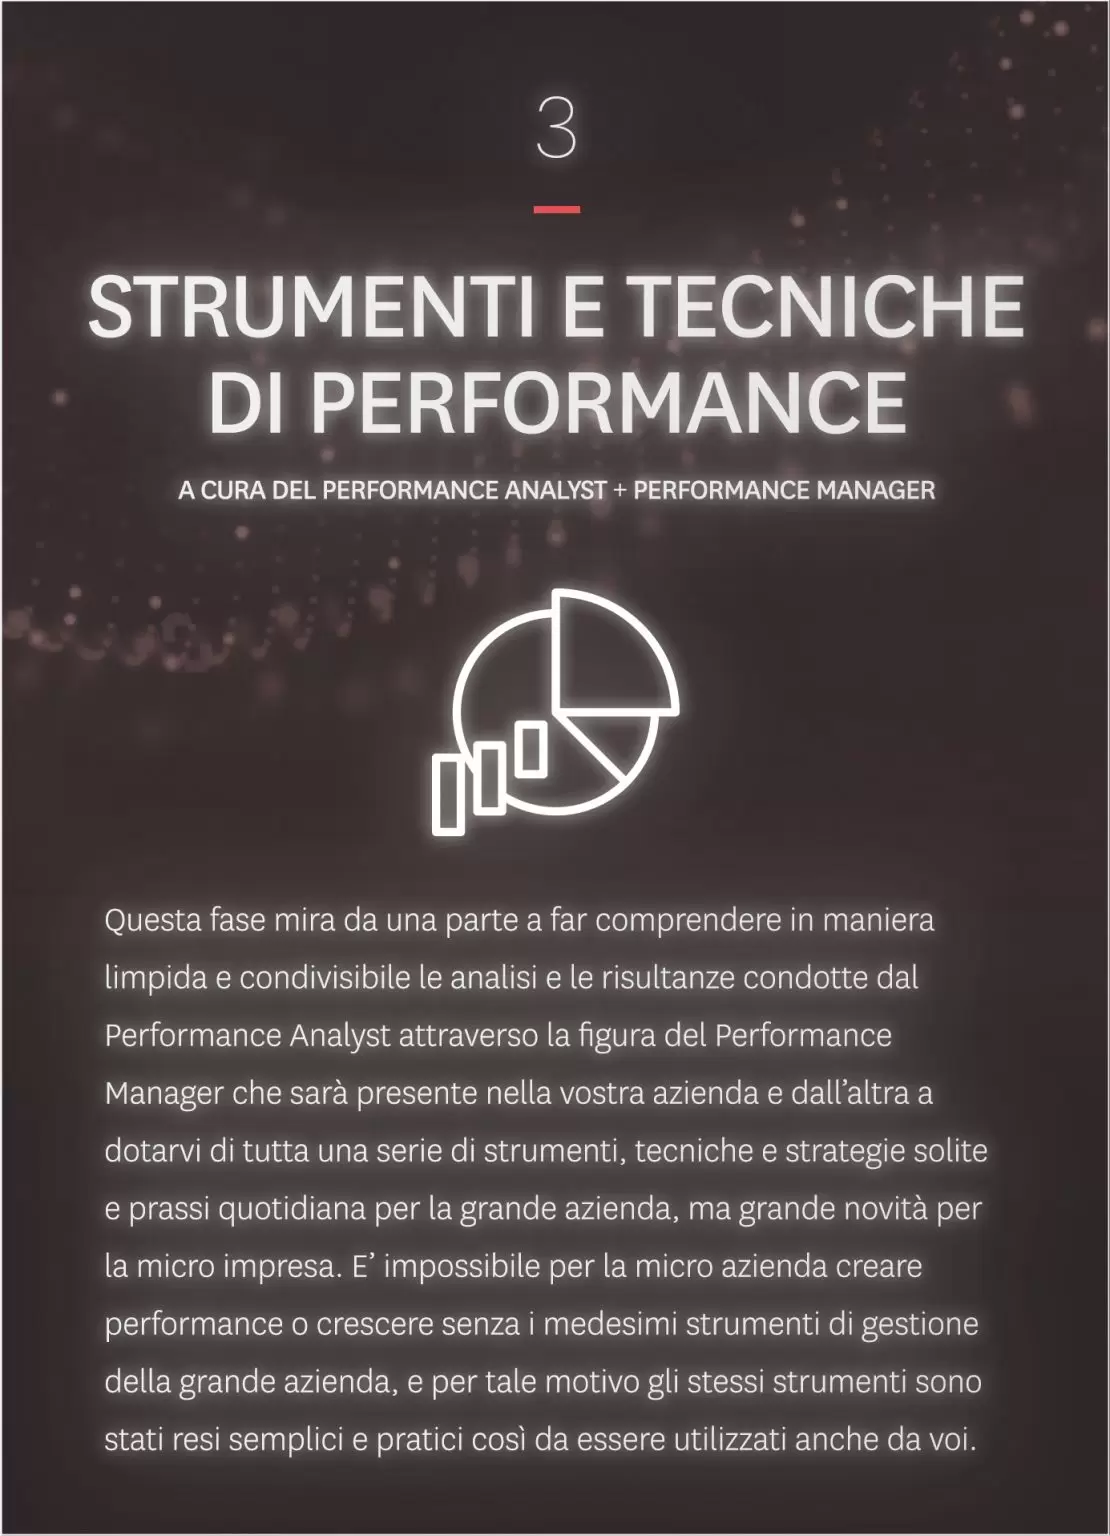 3
STRUMENTI E TECNICHE
DI PERFORMANCE
A CURA DEL PERFORMANCE ANALYST + PERFORMANCE MANAGER
Questa fase mira da una parte a far comprendere in maniera
limpida e condivisibile le analisi e le risultanze condotte dal
Performance Analyst attraverso la figura del Performance
Manager che sarà presente nella vostra azienda e dall’altra a
dotarvi di tutta una serie di strumenti, tecniche e strategie solite
e prassi quotidiana per la grande azienda, ma grande novità per
la micro impresa. E’ impossibile per la micro azienda creare
performance o crescere senza i medesimi strumenti di gestione
della grande azienda, e per tale motivo gli stessi strumenti sono
stati resi semplici e pratici così da essere utilizzati anche da voi.